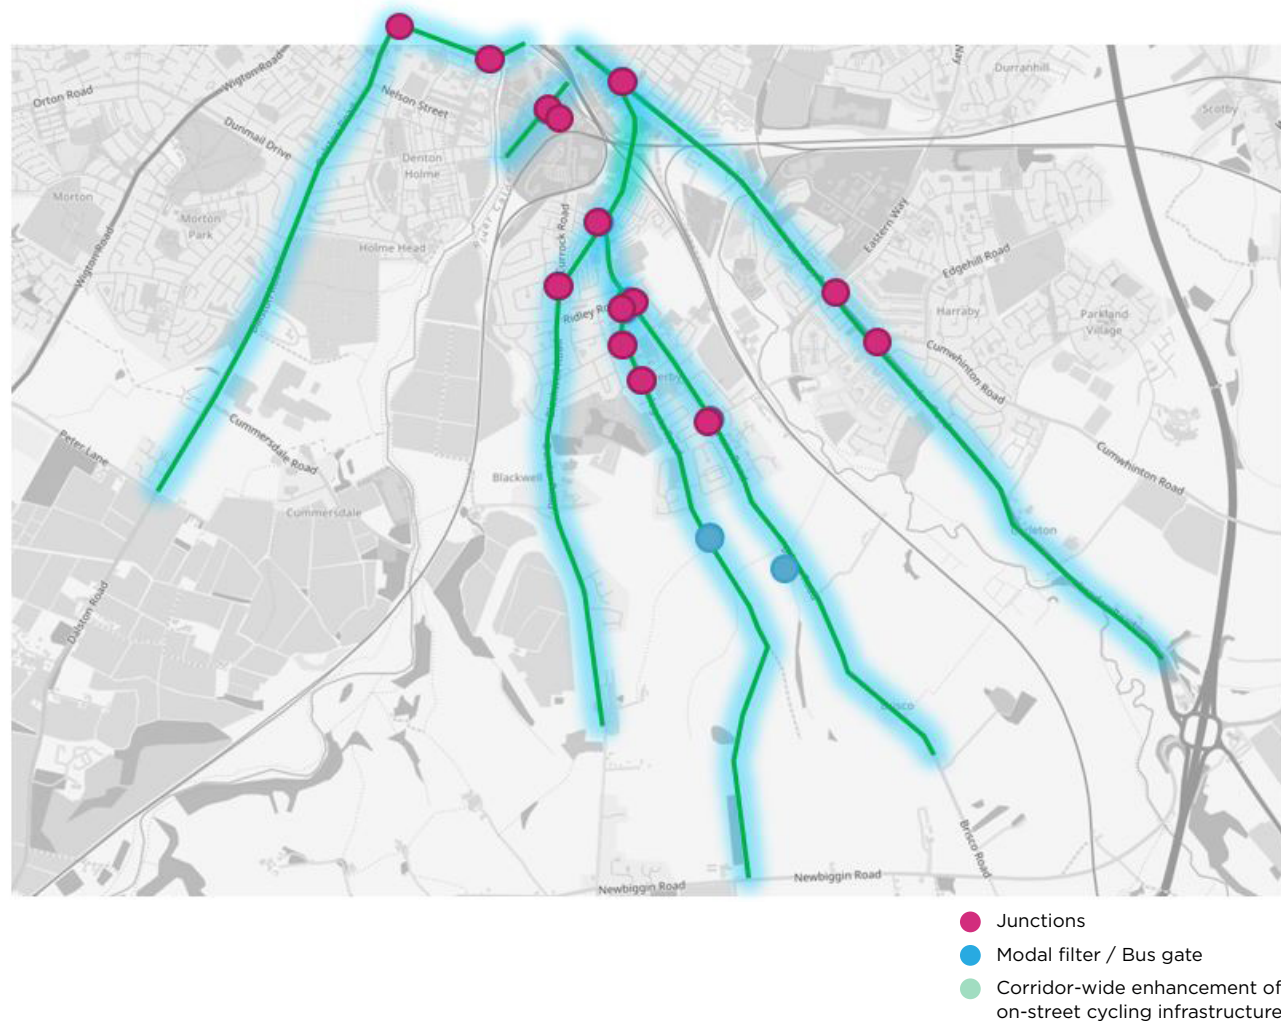 Way
Durranhill
Wigton Road
Orton Road
Nelson Street
Scotby
Dunmail Drive
Denton
Holme
Morton
Morton
Park
Eastern Way
Holme Head
Wigton Road
Edgehill Road
Ridley
Harraby
Parkland
Village
Cumwhinton Road
Peter Lane
Cummersdale Road
Cumwhinton Road
Blackwell
Cummersdale
Dalston Road
Brisco Road
Newbiggin Road
Newbiggin Road
Junctions
Modal filter / Bus gate
Corridor-wide enhancement of
on-street cycling infrastructure